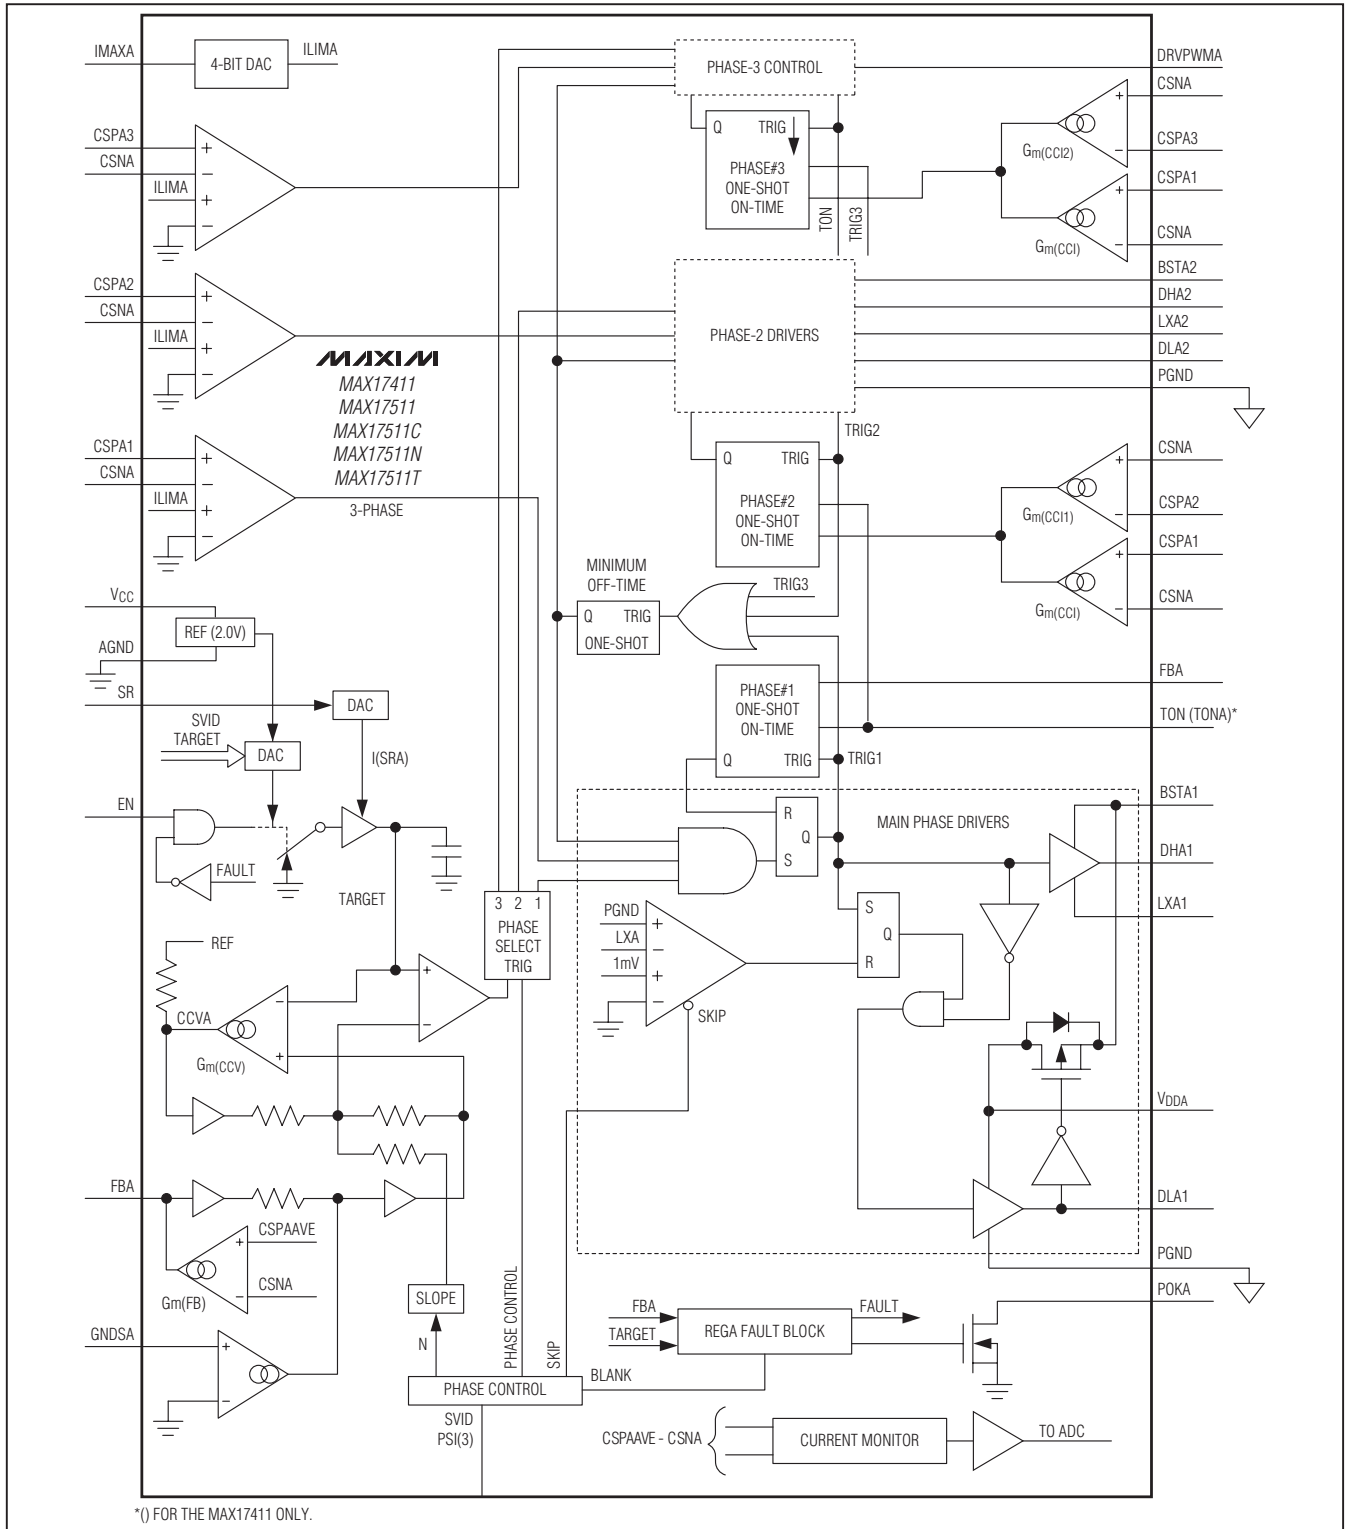 IMAXA
4-BIT DAC
ILIMA
PHASE-3 CONTROL
DRVPWMA
CSNA
+
Gm(CCI2)
−
CSPA3
Q
TRIG
PHASE#3
ONE-SHOT
ON-TIME
TON
TRIG3
+
CSPA1
Gm(CCI)
−
CSNA
CSPA3
+
CSNA
−
ILIMA
+
−
BSTA2
DHA2
LXA2
DLA2
PGND
PHASE-2 DRIVERS
CSPA2
+
CSNA
−
ILIMA
+
−
MAXIM
MAX17411
MAX17511
MAX17511C
MAX17511N
MAX17511T
3-PHASE
CSPA1
+
CSNA
−
ILIMA
+
−
TRIG2
Q
TRIG
PHASE#2
ONE-SHOT
ON-TIME
CSNA
+
Gm(CCI1)
−
CSPA2
+
CSPA1
Gm(CCI)
−
CSNA
MINIMUM
OFF-TIME
Q
TRIG
ONE-SHOT
TRIG3
VCC
REF (2.0V)
AGND
SR
DAC
SVID
TARGET
DAC
I(SRA)
PHASE#1
ONE-SHOT
ON-TIME
Q
TRIG
TRIG1
FBA
TON (TONA)*
EN
FAULT
TARGET
MAIN PHASE DRIVERS
R
Q
S
BSTA1
DHA1
LXA1
3 2 1
PHASE
SELECT
TRIG
PGND
+
LXA
−
1mV
+
−
SKIP
S
Q
R
REF
CCVA
−
+
Gm(CCV)
+
−
VDDA
DLA1
PGND
POKA
FBA
CSPAAVE
+
CSNA
−
Gm(FB)
GNDSA
+
−
SLOPE
N
PHASE CONTROL
SKIP
PHASE CONTROL
SVID
PSI(3)
BLANK
FBA
TARGET
REGA FAULT BLOCK
FAULT
CSPAAVE - CSNA
CURRENT MONITOR
TO ADC
*() FOR THE MAX17411 ONLY.